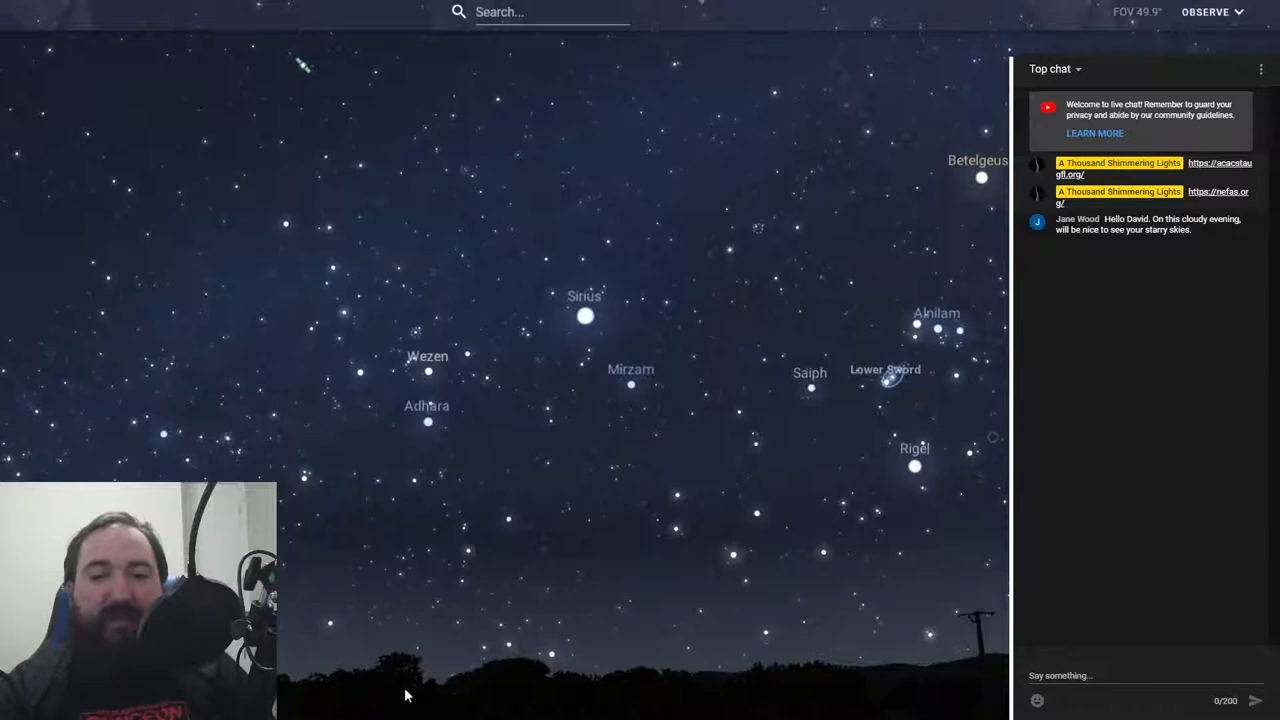 Search...
FOV 49.9°
OBSERVE
Top chat
Welcome to live chat! Remember to guard your
privacy and abide by our community guidelines.
LEARN MORE
A Thousand Shimmering Lights https://acacstau
gfl.org/
A Thousand Shimmering Lights https://nefas.or
g/
J
Jane Wood Hello David. On this cloudy evening,
will be nice to see your starry skies.
Betelgeus
Sirius
Alnilam
Wezen
Mirzam
Saiph
Lower Sword
Adhara
Rigel
DUNGEON
Say something...
0/200